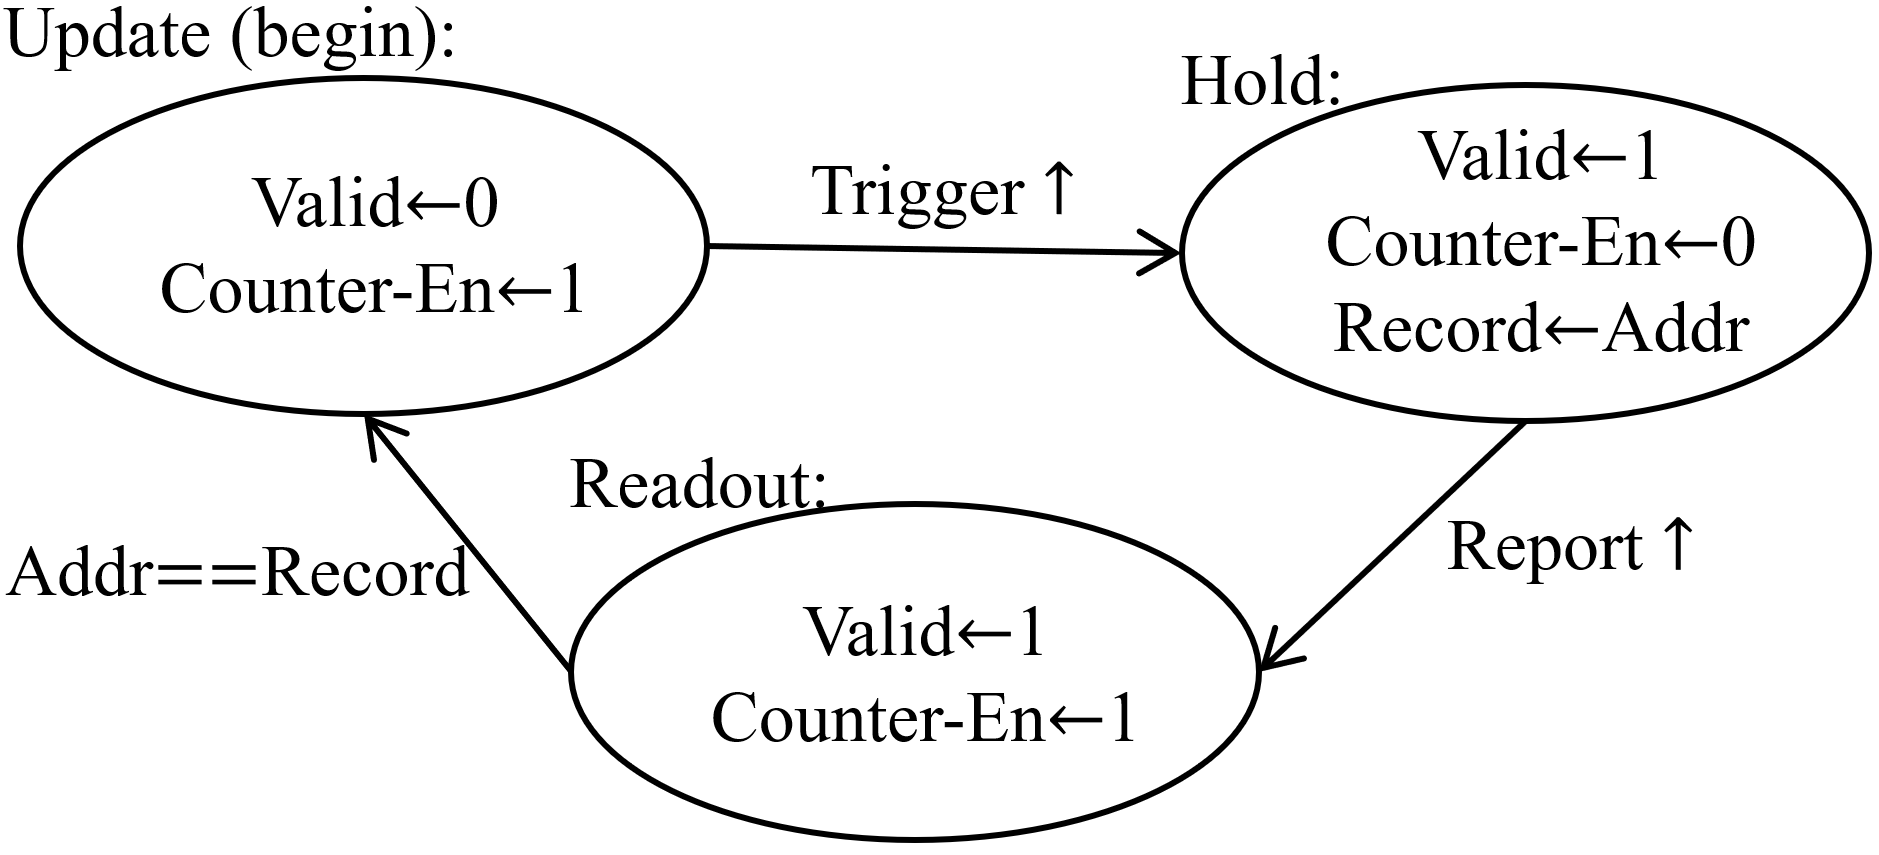 Update (begin):
Valid←0
Counter-En←1
Trigger ↑
Hold:
Valid←1
Counter-En←0
Record←Addr
Report ↑
Readout:
Valid←1
Counter-En←1
Addr==Record